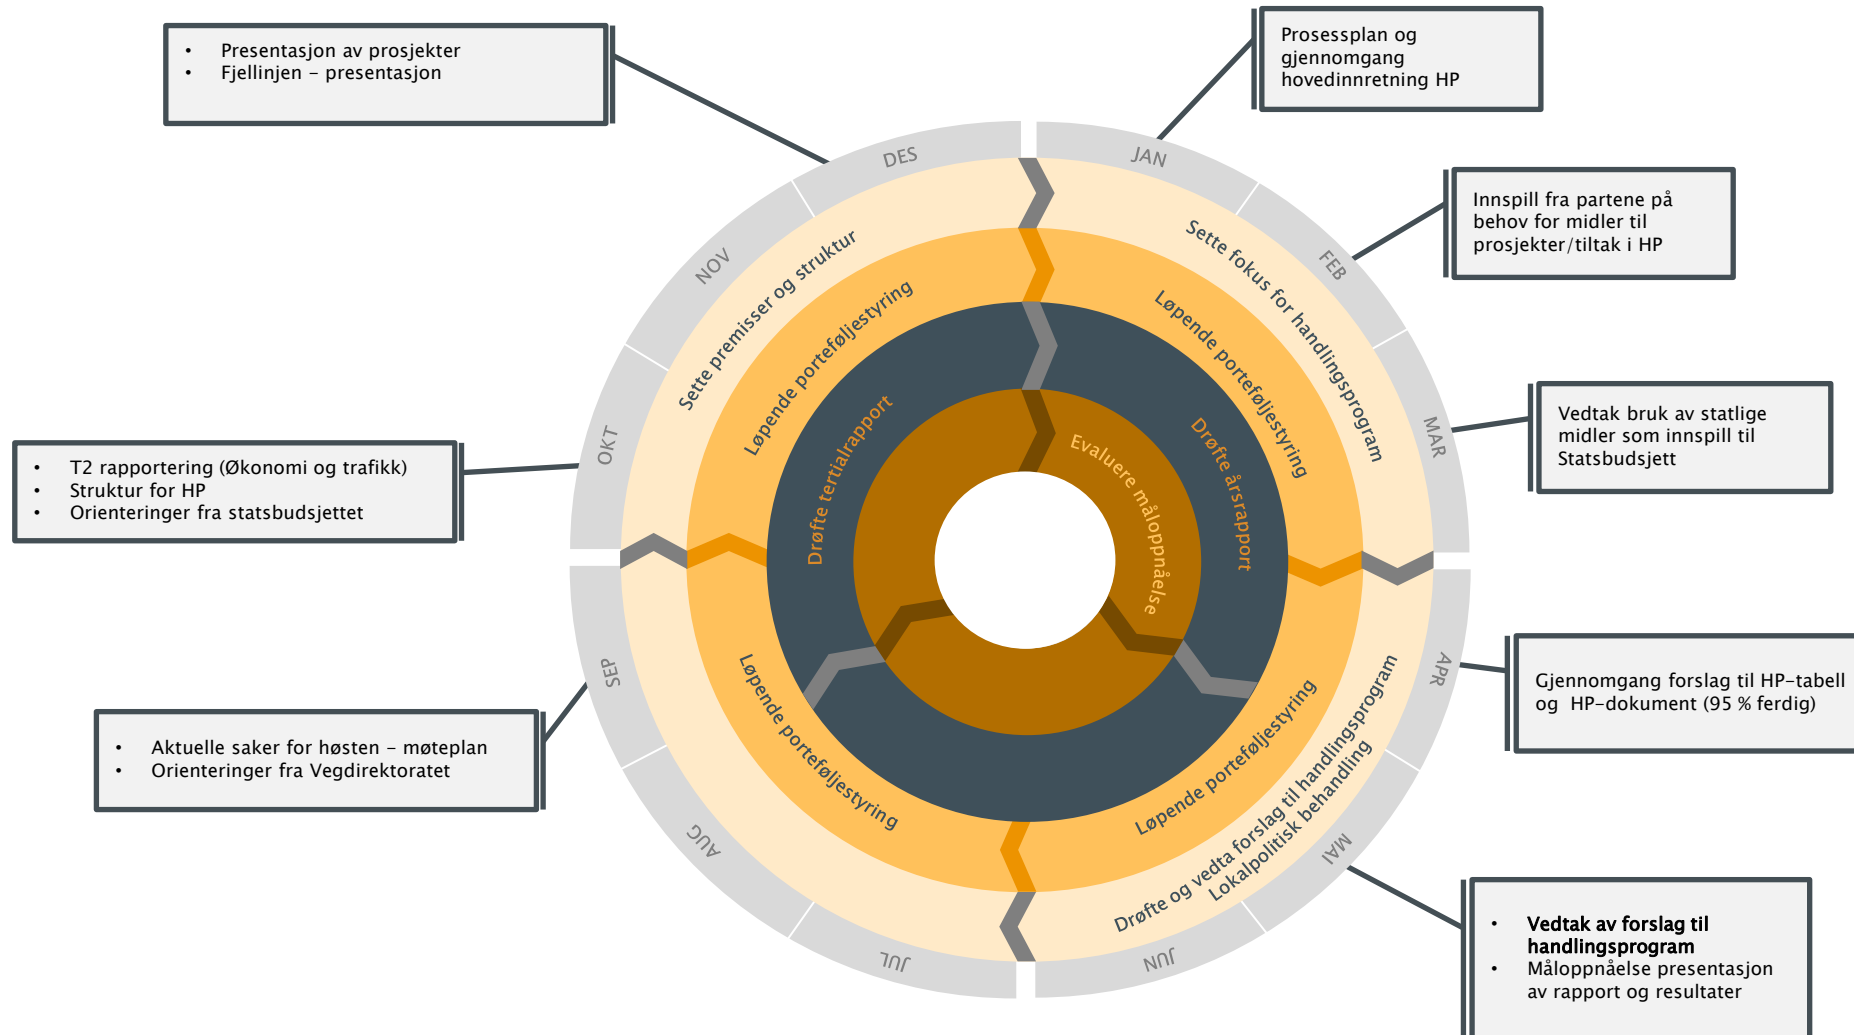 • Presentasjon av prosjekter
• Fjellinjen – presentasjon
Prosessplan og
gjennomgang
hovedinnretning HP
Innspill fra partene på
behov for midler til
prosjekter/tiltak i HP
Vedtak bruk av statlige
midler som innspill til
Statsbudsjett
Gjennomgang forslag til HP-tabell
og HP-dokument (95 % ferdig)
• Vedtak av forslag til
handlingsprogram
• Måloppnåelse presentasjon
av rapport og resultater
• Aktuelle saker for høsten – møteplan
• Orienteringer fra Vegdirektoratet
• T2 rapportering (Økonomi og trafikk)
• Struktur for HP
• Orienteringer fra statsbudsjettet
JAN
FEB
MAR
APR
MAI
JUN
JUL
AUG
SEP
OKT
NOV
DES
Sette fokus for handlingsprogram
Drøfte og vedta forslag til handlingsprogram
Lokalpolitisk behandling
Sette premisser og struktur
Løpende porteføljestyring
Løpende porteføljestyring
Løpende porteføljestyring
Løpende porteføljestyring
Drøfte årsrapport
Drøfte tertialrapport
Evaluere måloppnåelse